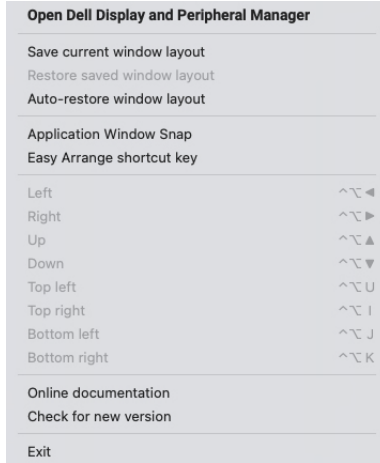 Open Dell Display and Peripheral Manager
Save current window layout
Restore saved window layout
Auto-restore window layout
Application Window Snap
Easy Arrange shortcut key
Left ^⌥◀
Right ^⌥▶
Up ^⌥▲
Down ^⌥▼
Top left ^⌥ U
Top right ^⌥ I
Bottom left ^⌥ J
Bottom right ^⌥ K
Online documentation
Check for new version
Exit